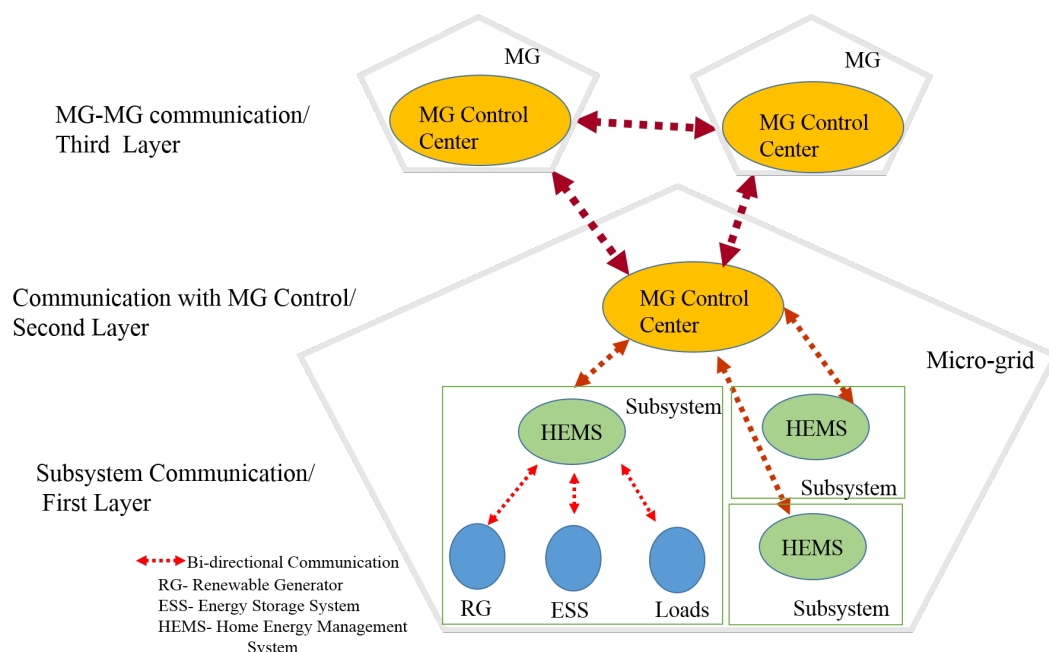 MG
MG
MG Control
Center
MG Control
Center
MG-MG communication/
Third Layer
Communication with MG Control/
Second Layer
MG Control
Center
Micro-grid
Subsystem
HEMS
HEMS
Subsystem
Subsystem Communication/
First Layer
HEMS
Subsystem
RG
ESS
Loads
Bi-directional Communication
RG- Renewable Generator
ESS- Energy Storage System
HEMS- Home Energy Management
System